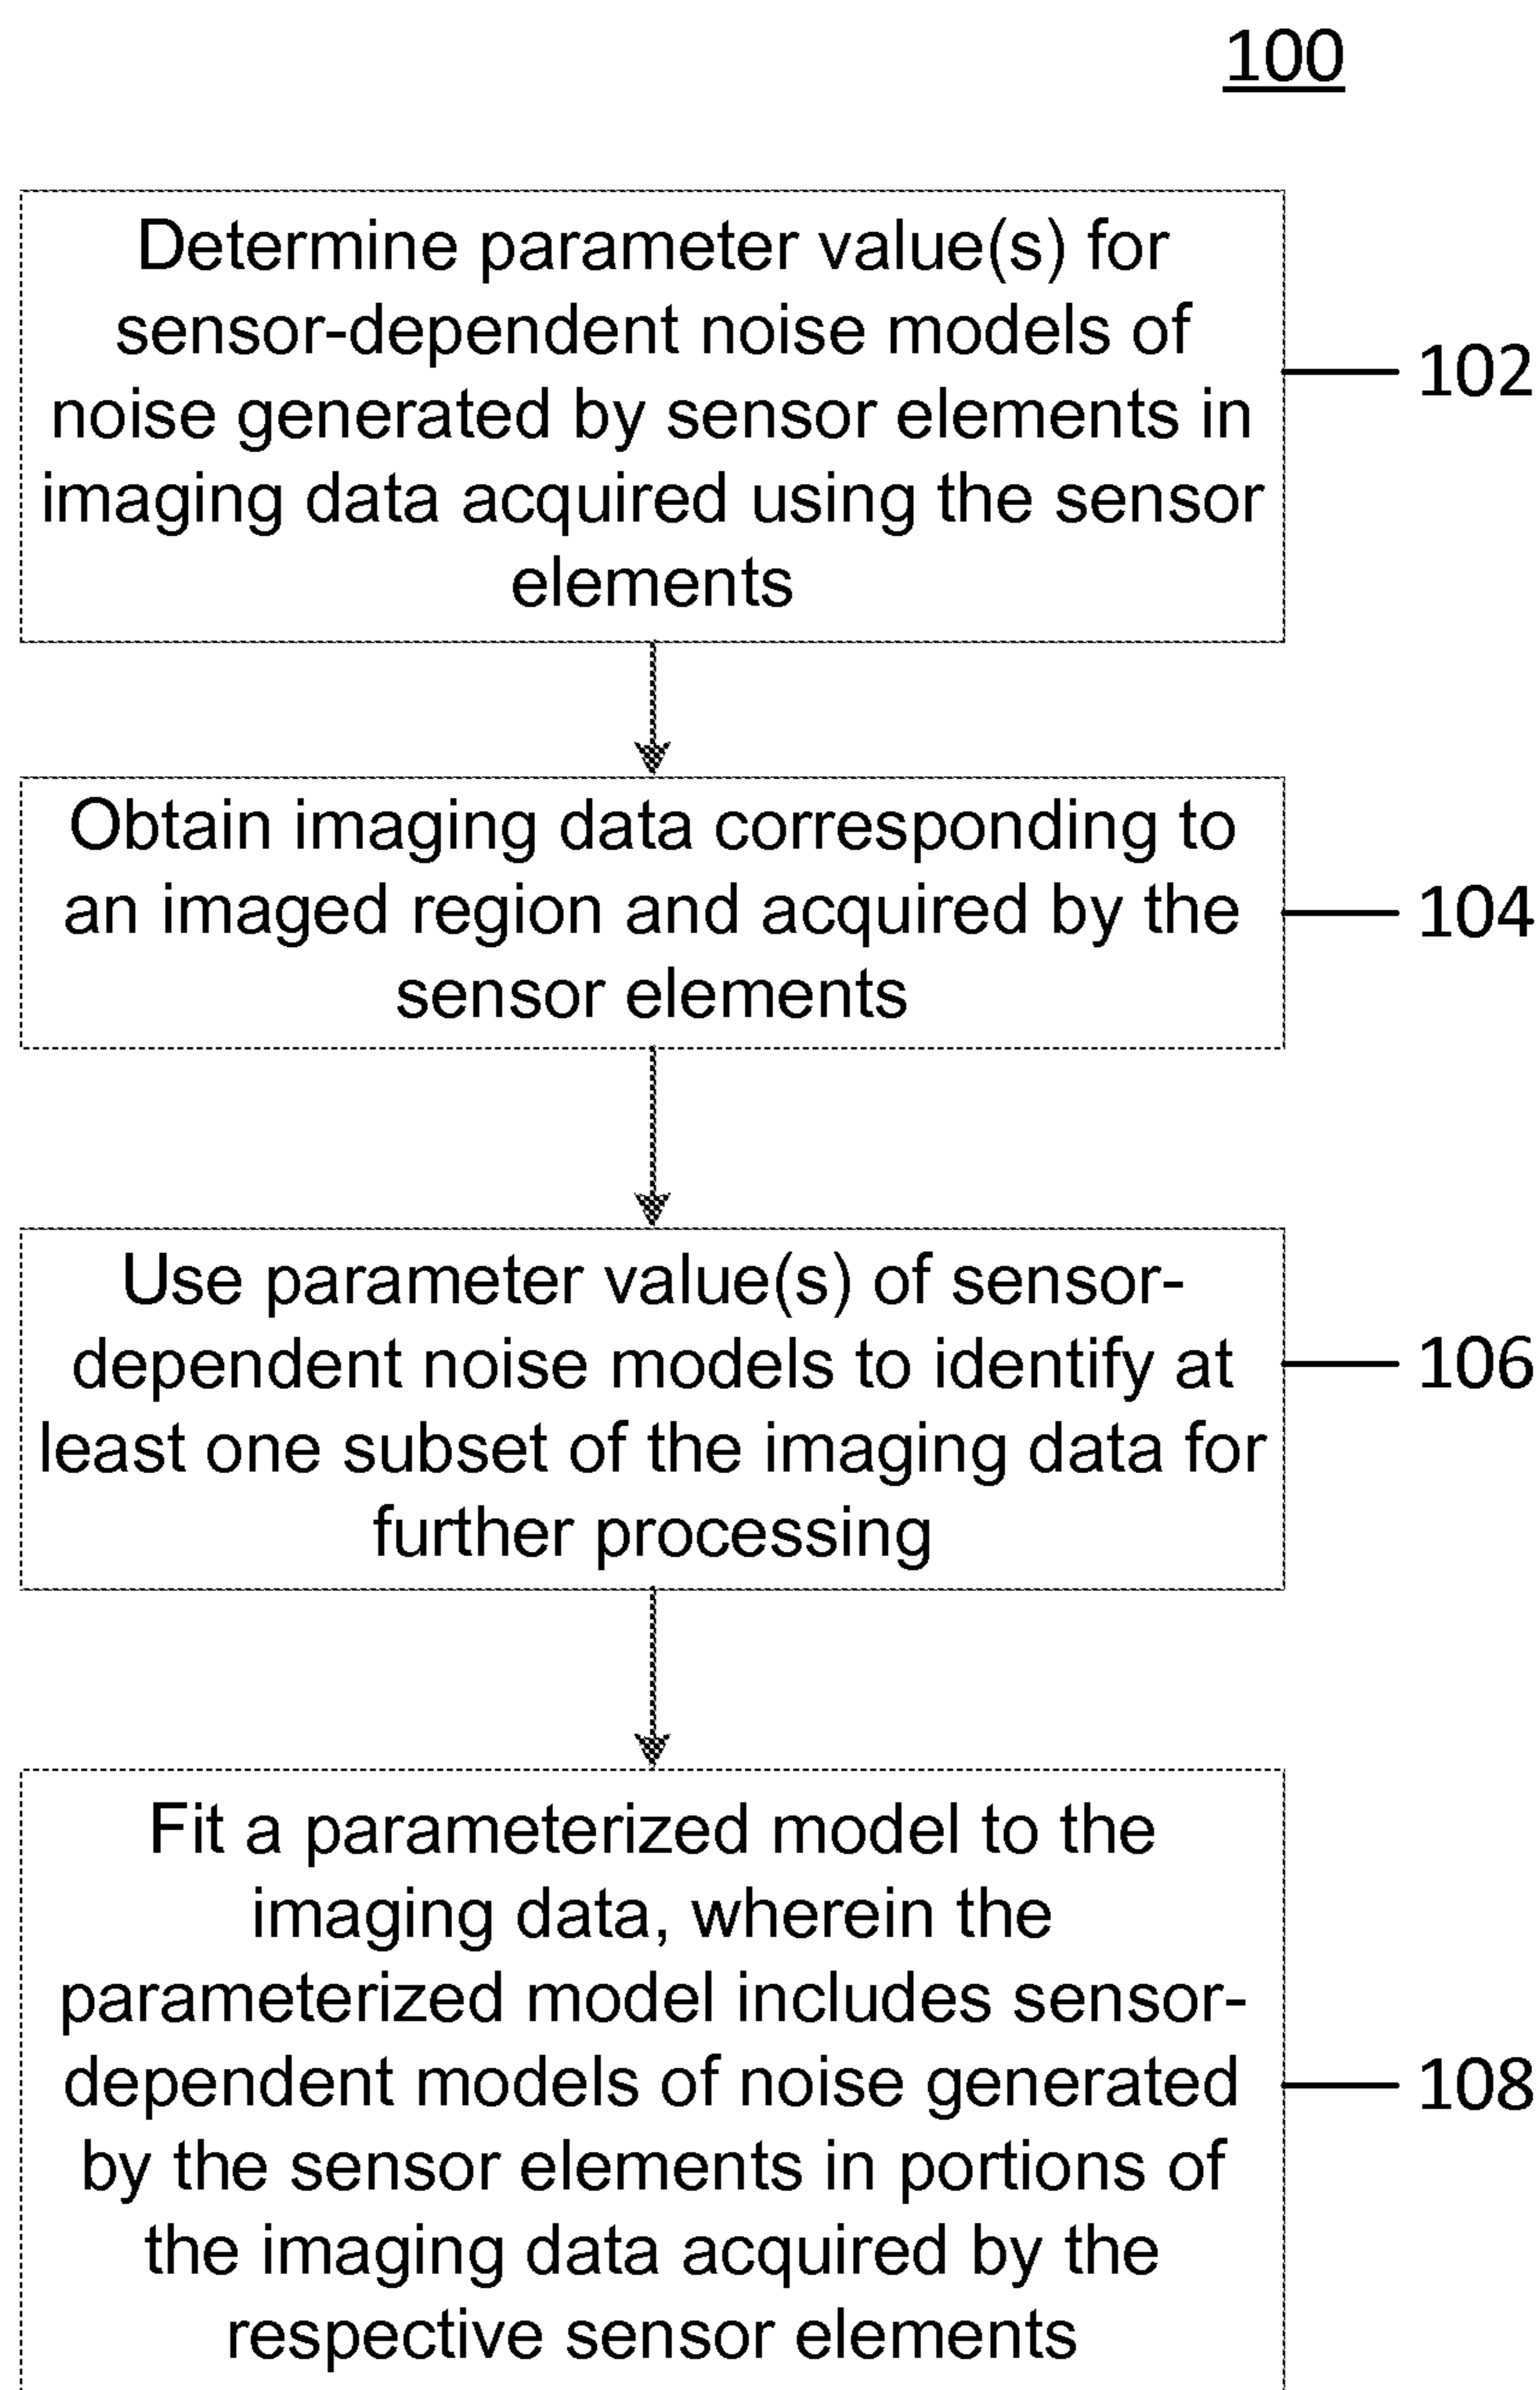 100
Determine parameter value(s) for
sensor-dependent noise models of
noise generated by sensor elements in
imaging data acquired using the sensor
elements
102
Obtain imaging data corresponding to
an imaged region and acquired by the
sensor elements
104
Use parameter value(s) of sensor-
dependent noise models to identify at
least one subset of the imaging data for
further processing
106
Fit a parameterized model to the
imaging data, wherein the
parameterized model includes sensor-
dependent models of noise generated
by the sensor elements in portions of
the imaging data acquired by the
respective sensor elements
108